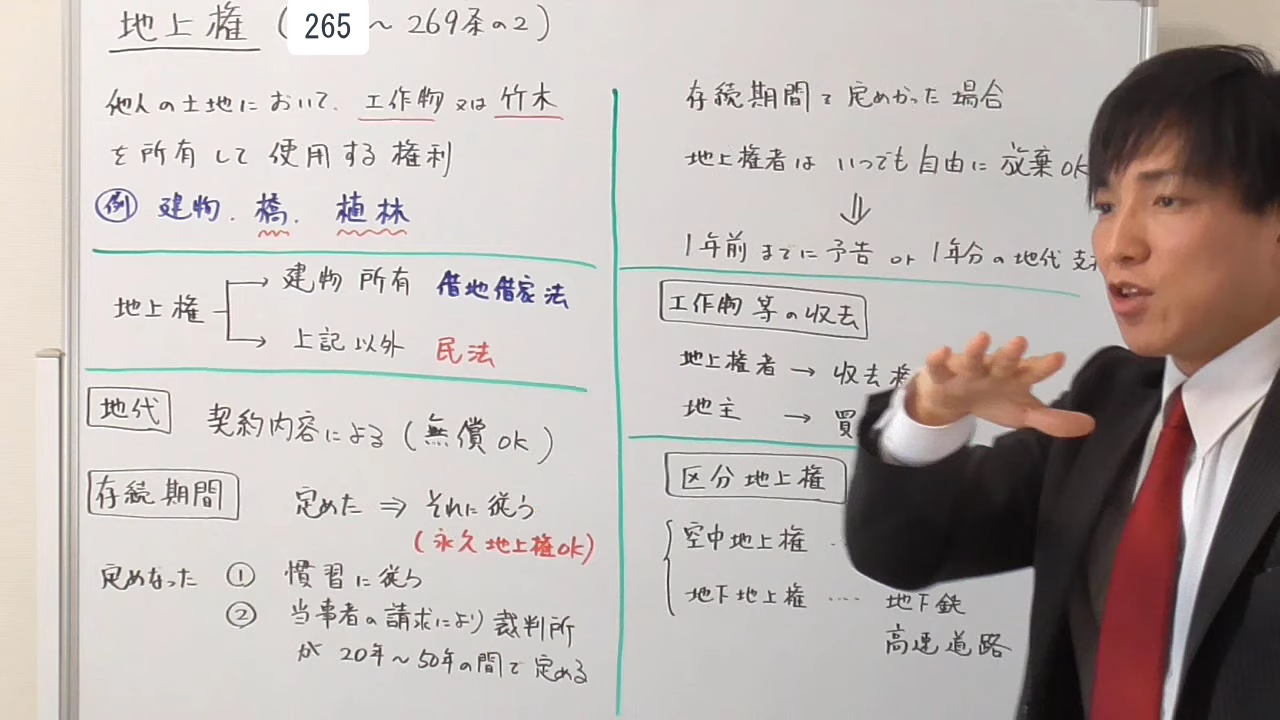 地上権 (265〜269条の2)
他人の土地において、工作物又は竹木
を所有して使用する権利
例 建物、橋、植林
地上権 → 建物所有 借地借家法
→ 上記以外 民法
地代 契約内容による(無償OK)
存続期間 定めた ⇒ それに従う
(永久地上権OK)
定めなった ① 慣習に従う
② 当事者の請求により裁判所
が20年〜50年の間で定める
存続期間で定めかった場合
地上権者はいつでも自由に放棄OK
⇓
1年前までに予告 or 1年分の地代支
工作物等の収去
地上権者 → 収去権
地主 → 買
区分地上権
空中地上権 ‥
地下地上権 ‥‥ 地下鉄
高速道路